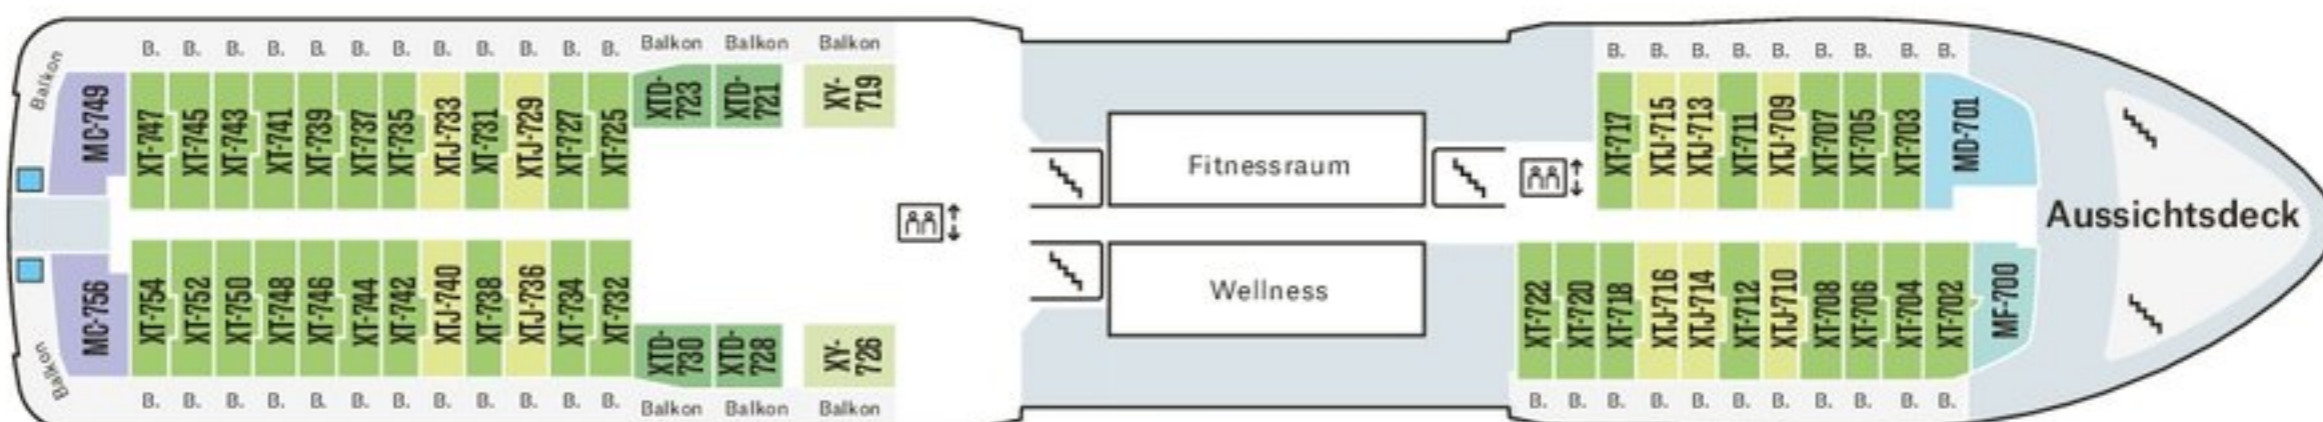 B. B. B. B. B. B. B. B. B. B. B. B. Balkon Balkon Balkon
Balkon
MC-749 XT-747 XT-745 XT-743 XT-741 XT-739 XT-737 XT-735 XTJ-733 XT-731 XTJ-729 XT-727 XT-725 XTD-723 XTD-721 XY-719
B. B. B. B. B. B. B. B. B.
XT-717 XTJ-715 XTJ-713 XT-711 XTJ-709 XT-707 XT-705 XT-703 MD-701
Fitnessraum
Wellness
Aussichtsdeck
MC-756 XT-754 XT-752 XT-750 XT-748 XT-746 XT-744 XT-742 XTJ-740 XT-738 XTJ-736 XT-734 XT-732 XTD-730 XTD-728 XY-726
Balkon
B. B. B. B. B. B. B. B. B. B. B. B. Balkon Balkon Balkon
XT-722 XT-720 XT-718 XTJ-716 XTJ-714 XT-712 XTJ-710 XT-708 XT-706 XT-704 XT-702 MF-700
B. B. B. B. B. B. B. B. B. B. B.